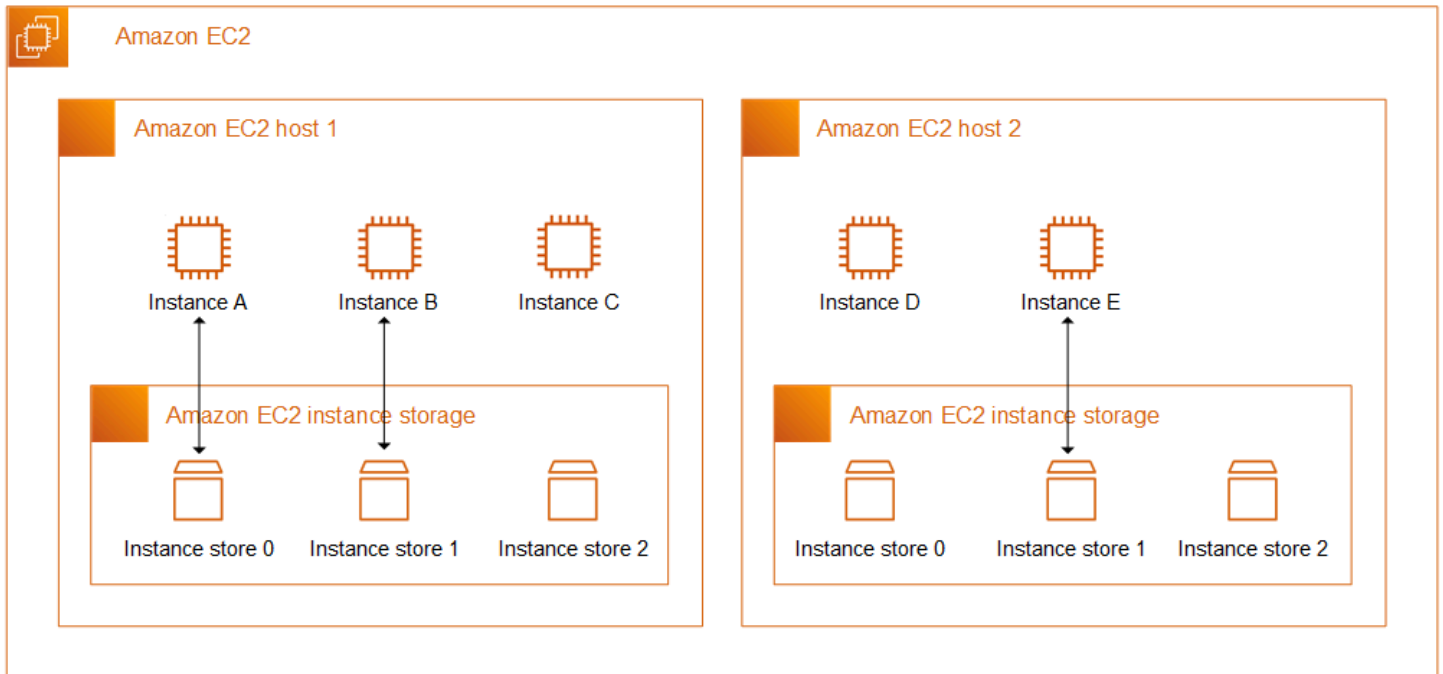 Amazon EC2
Amazon EC2 host 1
Amazon EC2 host 2
Instance A
Instance B
Instance C
Instance D
Instance E
Amazon EC2 instance storage
Amazon EC2 instance storage
Instance store 0
Instance store 1
Instance store 2
Instance store 0
Instance store 1
Instance store 2